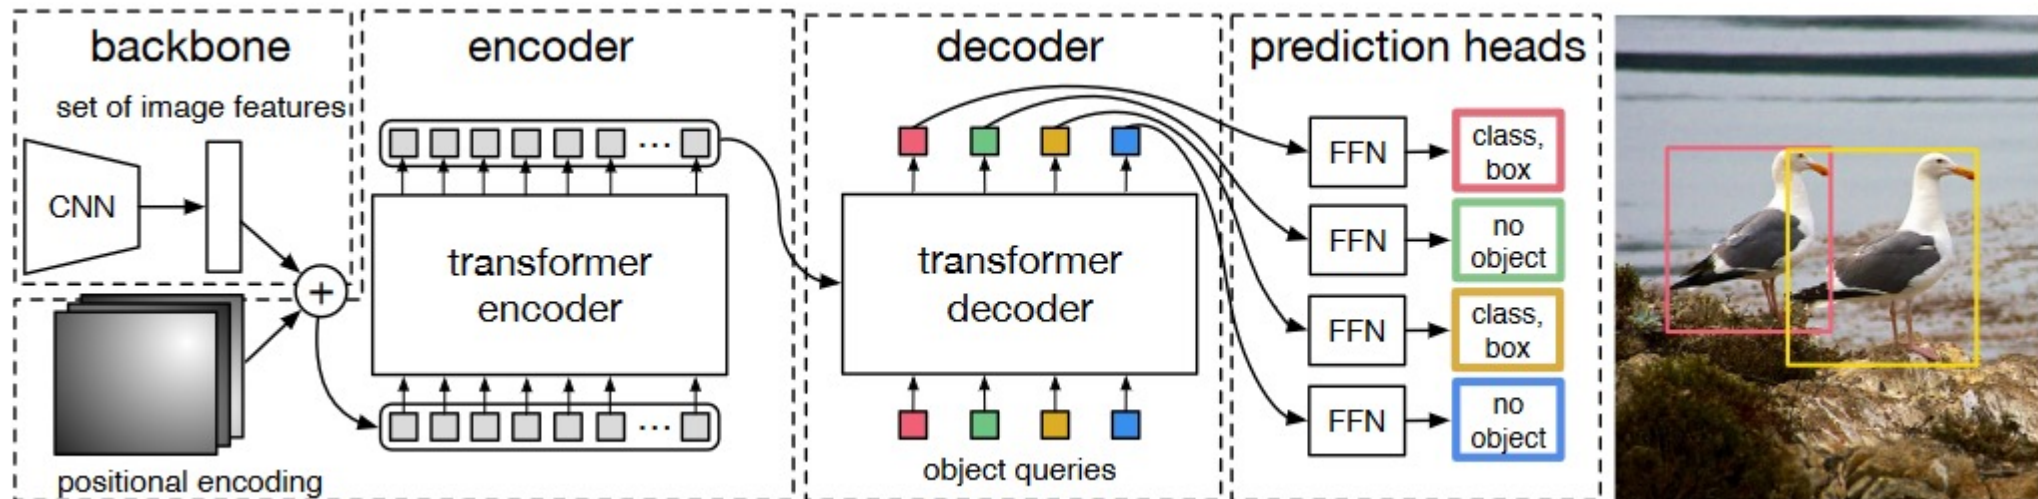 backbone
set of image features
CNN
+
positional encoding
encoder
...
transformer
encoder
...
decoder
transformer
decoder
object queries
prediction heads
FFN
class,
box
FFN
no
object
FFN
class,
box
FFN
no
object